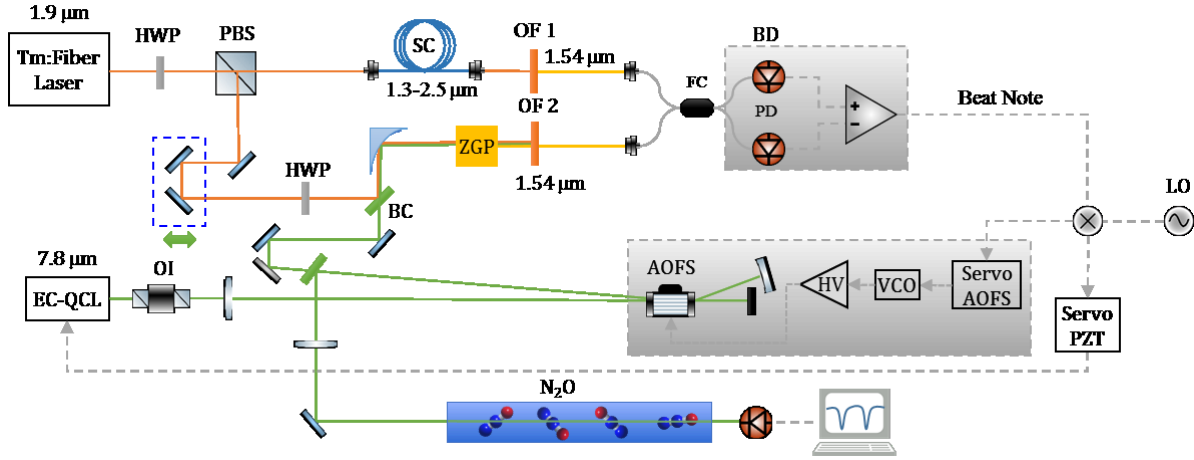 1.9 µm
Tm:Fiber
Laser
HWP
PBS
SC
1.3-2.5 µm
OF 1
1.54 µm
OF 2
FC
BD
PD
+
−
Beat Note
LO
HWP
ZGP
1.54 µm
BC
7.8 µm
EC-QCL
OI
AOFS
HV
VCO
Servo
AOFS
Servo
PZT
N₂O